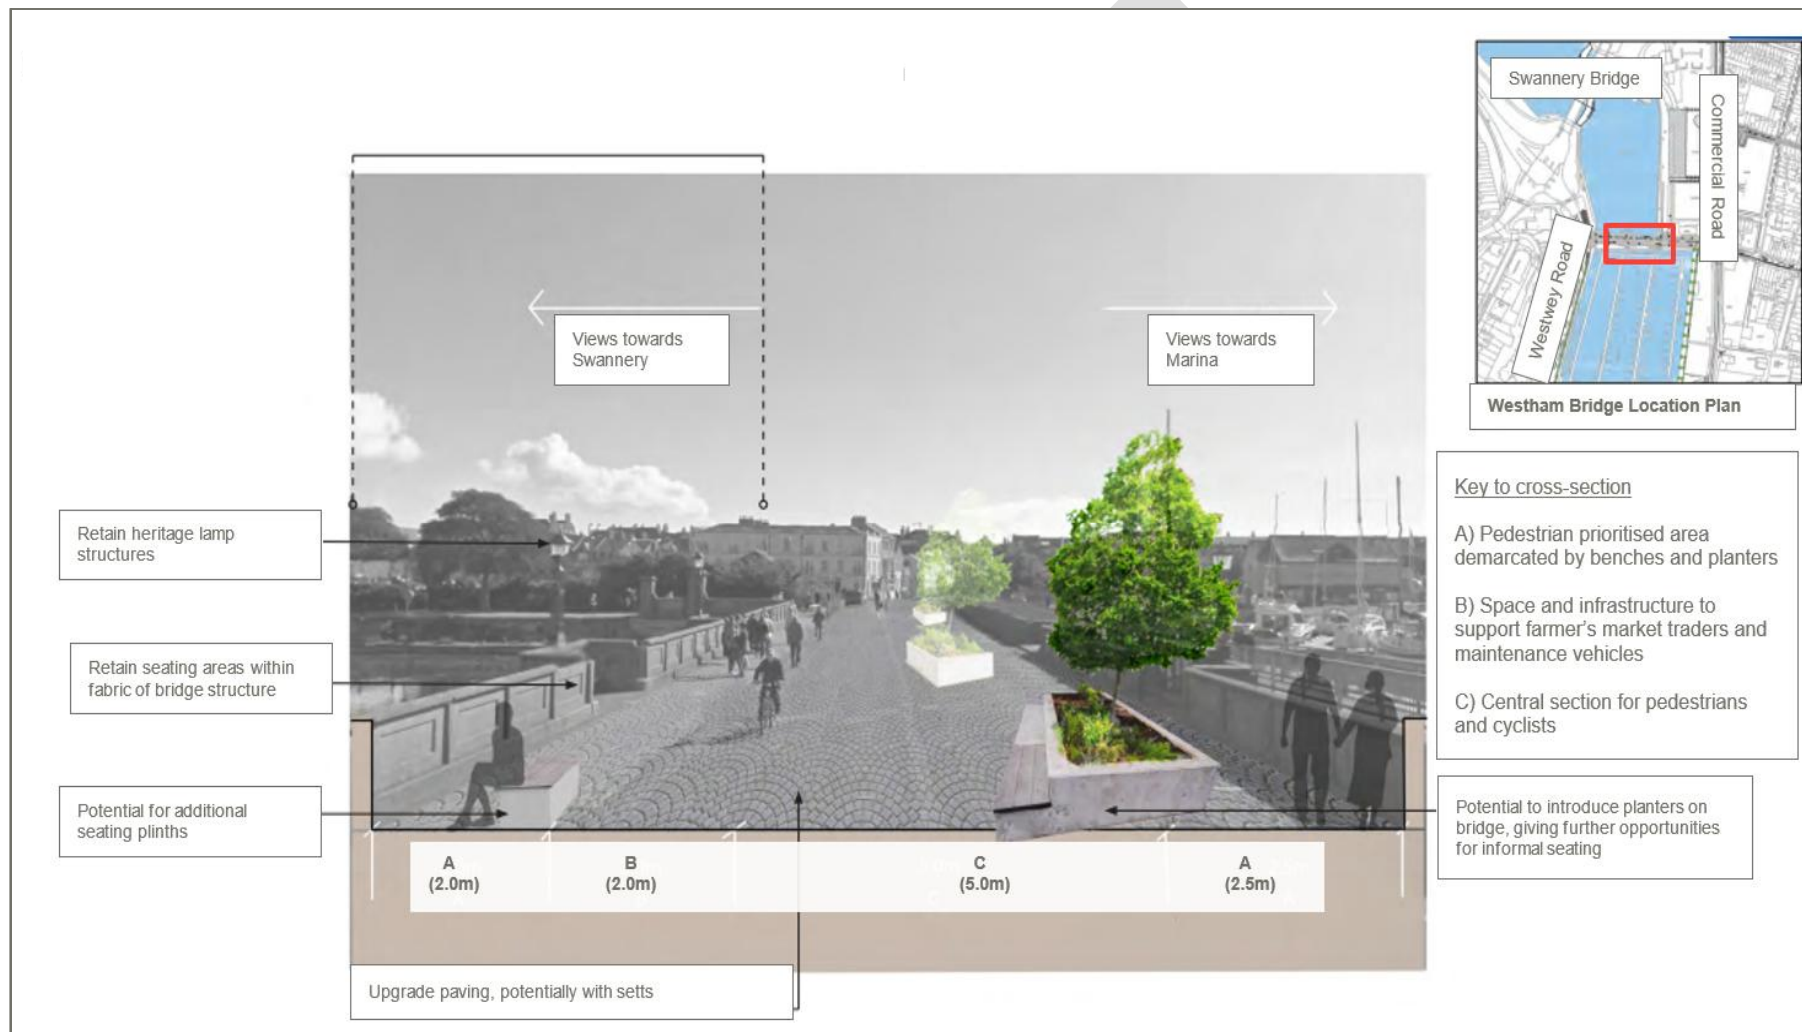 Swannery Bridge
Commercial Road
Westwey Road
Westham Bridge Location Plan
Views towards
Swannery
Views towards
Marina
Key to cross-section
A) Pedestrian prioritised area
demarcated by benches and planters
B) Space and infrastructure to
support farmer's market traders and
maintenance vehicles
C) Central section for pedestrians
and cyclists
Retain heritage lamp
structures
Retain seating areas within
fabric of bridge structure
Potential for additional
seating plinths
Potential to introduce planters on
bridge, giving further opportunities
for informal seating
A
(2.0m)
B
(2.0m)
C
(5.0m)
A
(2.5m)
Upgrade paving, potentially with setts